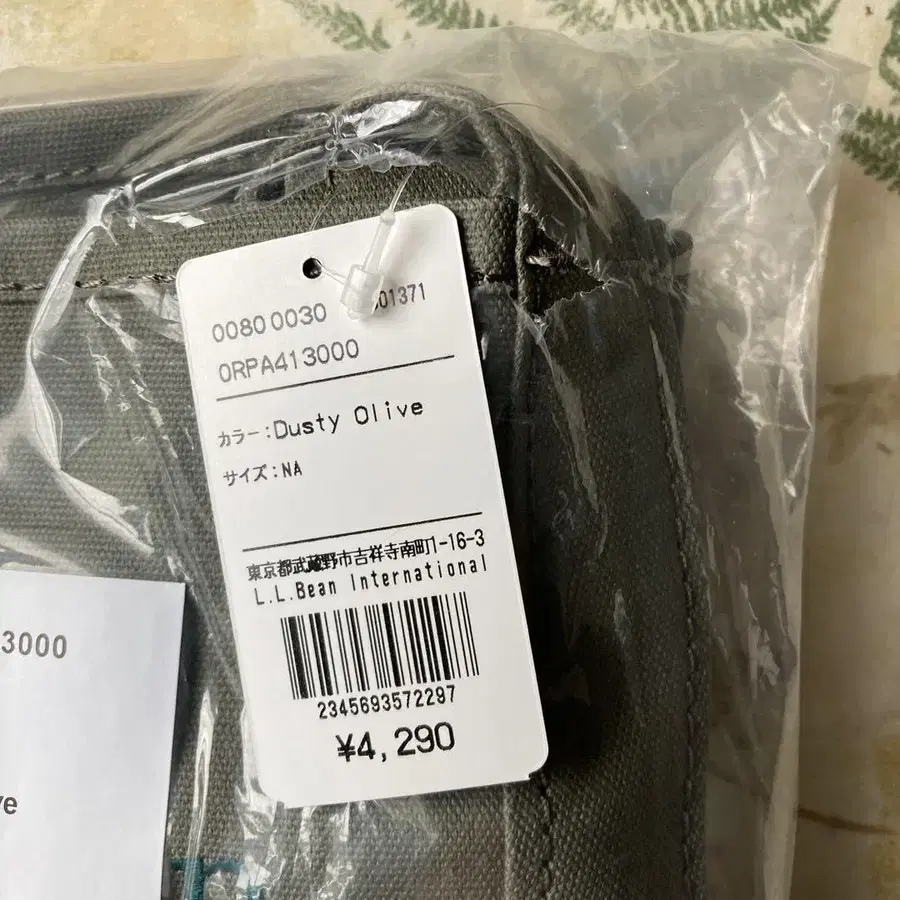 0080 0030 01371
0RPA413000
カラー:Dusty Olive
サイズ:NA
東京都武蔵野市吉祥寺南町1-16-3
L.L.Bean International
2345693572297
¥4,290
3000